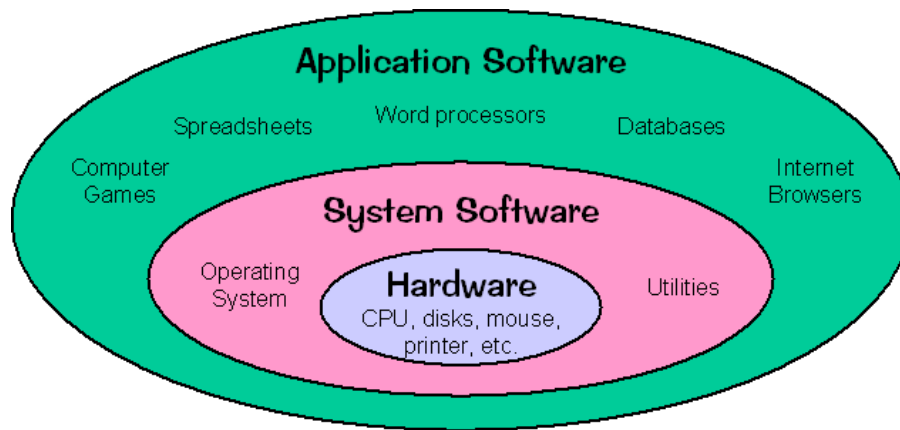 Application Software
Word processors
Spreadsheets
Databases
Computer
Games
Internet
Browsers
System Software
Operating
System
Utilities
Hardware
CPU, disks, mouse,
printer, etc.